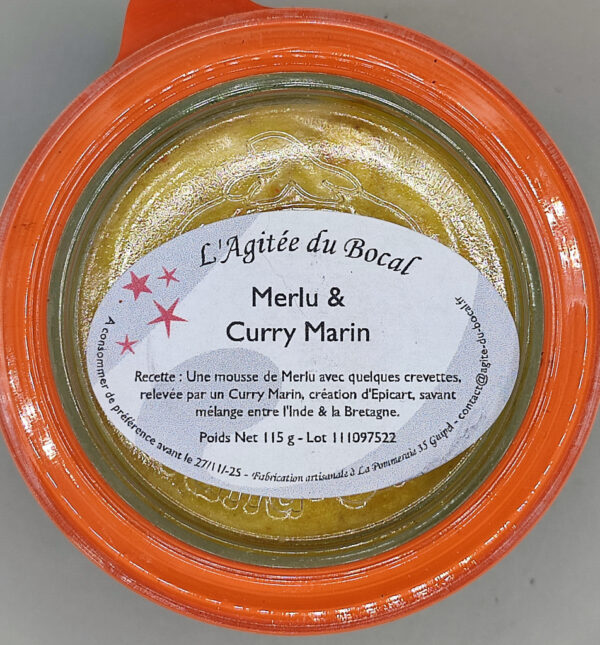 L'Agitée du Bocal
Merlu &
Curry Marin
Recette : Une mousse de Merlu avec quelques crevettes,
relevée par un Curry Marin, création d'Epicart, savant
mélange entre l'Inde & la Bretagne.
Poids Net 115 g - Lot 111097522
A consommer de préférence avant le 27/11/-25 - Fabrication artisanale à La Pommeraie 35 Guipel - contact@agite-du-bocal.fr